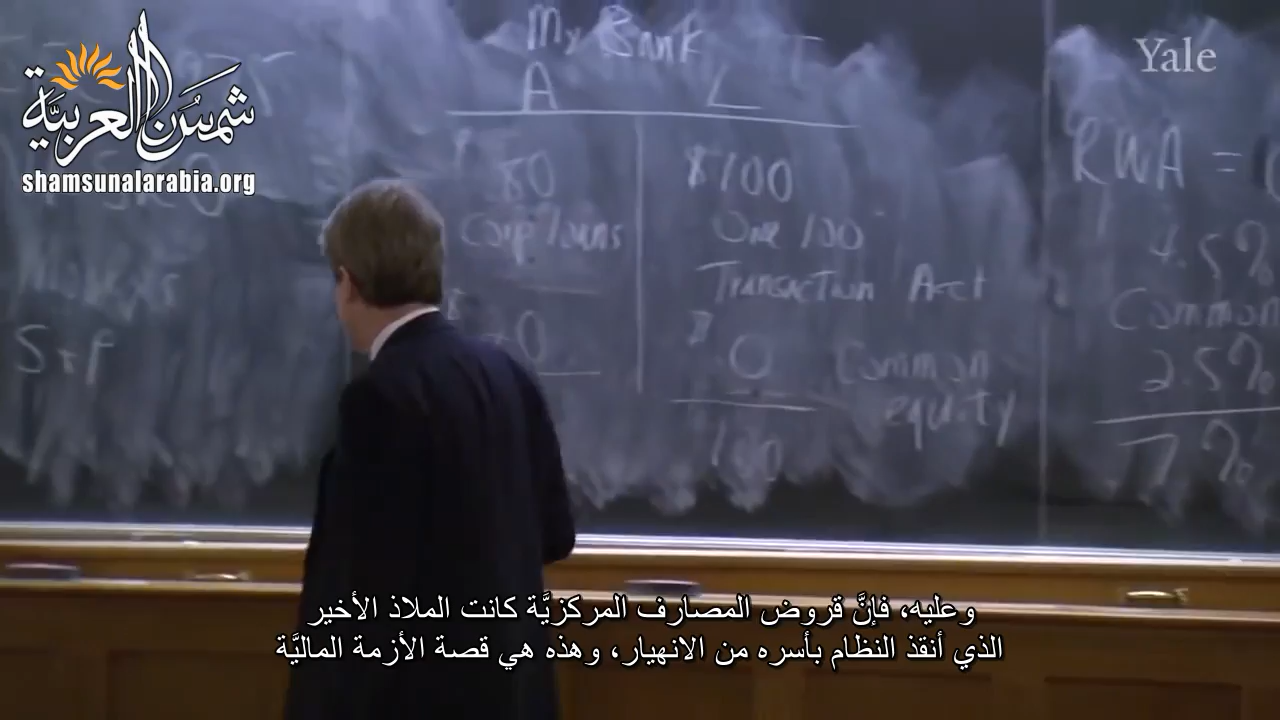 شمس العربية
shamsunalarabia.org
Yale
My Bank
A L
80 $100
Corp loans One 100
Transaction Acct
$0 Common
equity
100
S+P
RWA =
4.5%
Common
2.5%
7%
وعليه، فإنَّ قروض المصارف المركزيَّة كانت الملاذ الأخير
الذي أنقذ النظام بأسره من الانهيار، وهذه هي قصة الأزمة الماليَّة